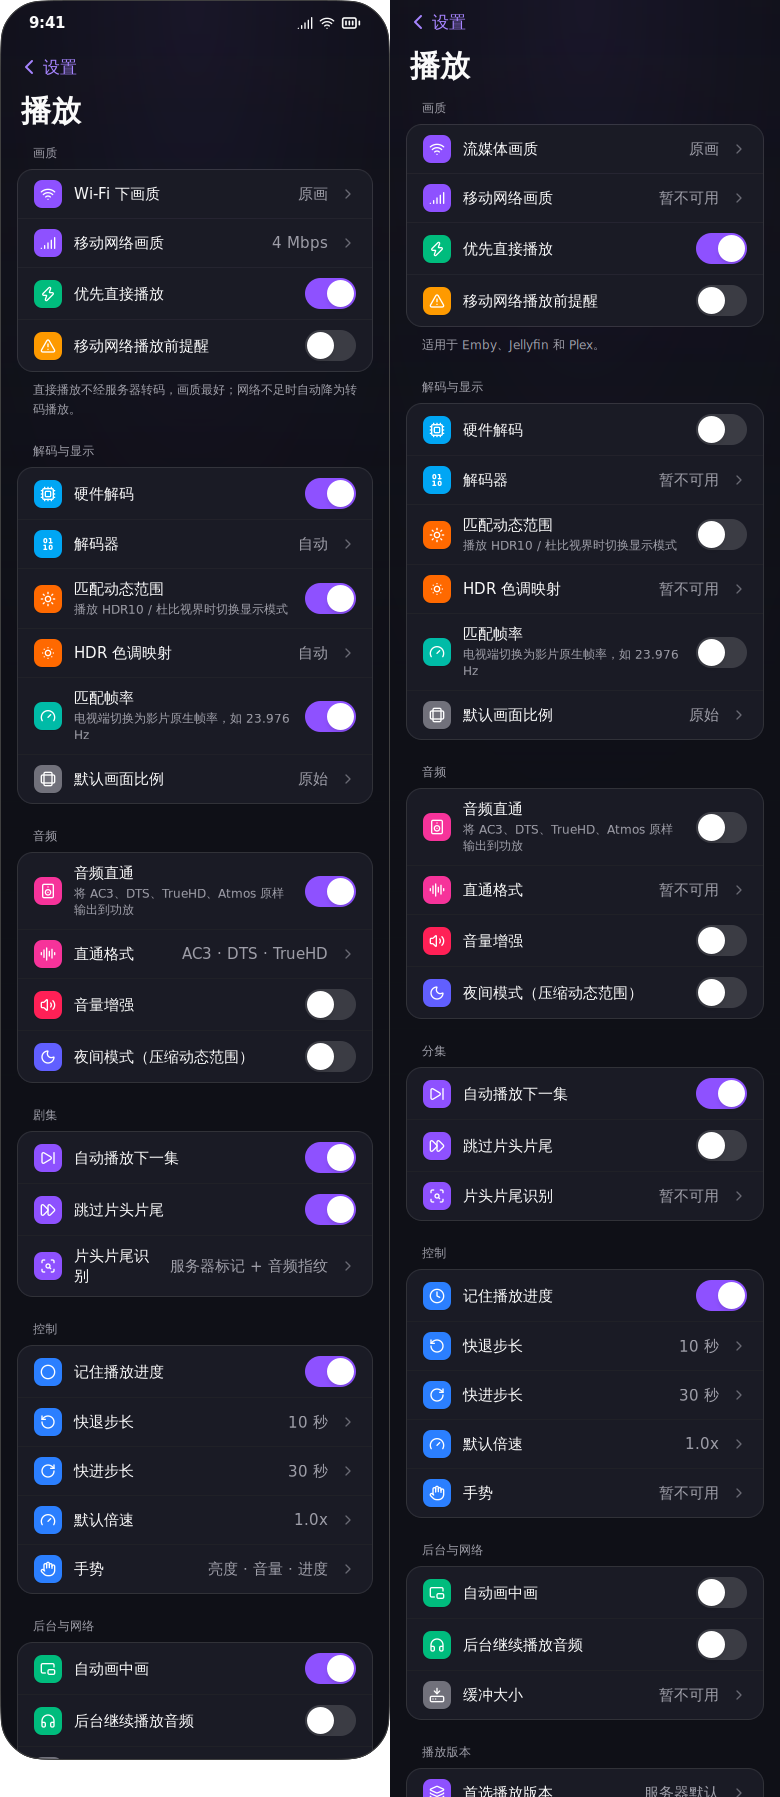 9:41
设置
播放
画质
Wi-Fi 下画质
原画
移动网络画质
4 Mbps
优先直接播放
移动网络播放前提醒
直接播放不经服务器转码，画质最好；网络不足时自动降为转
码播放。
解码与显示
硬件解码
解码器
自动
匹配动态范围
播放 HDR10 / 杜比视界时切换显示模式
HDR 色调映射
自动
匹配帧率
电视端切换为影片原生帧率，如 23.976
Hz
默认画面比例
原始
音频
音频直通
将 AC3、DTS、TrueHD、Atmos 原样
输出到功放
直通格式
AC3 · DTS · TrueHD
音量增强
夜间模式（压缩动态范围）
剧集
自动播放下一集
跳过片头片尾
片头片尾识
别
服务器标记 + 音频指纹
控制
记住播放进度
快退步长
10 秒
快进步长
30 秒
默认倍速
1.0x
手势
亮度 · 音量 · 进度
后台与网络
自动画中画
后台继续播放音频
设置
播放
画质
流媒体画质
原画
移动网络画质
暂不可用
优先直接播放
移动网络播放前提醒
适用于 Emby、Jellyfin 和 Plex。
解码与显示
硬件解码
解码器
暂不可用
匹配动态范围
播放 HDR10 / 杜比视界时切换显示模式
HDR 色调映射
暂不可用
匹配帧率
电视端切换为影片原生帧率，如 23.976
Hz
默认画面比例
原始
音频
音频直通
将 AC3、DTS、TrueHD、Atmos 原样
输出到功放
直通格式
暂不可用
音量增强
夜间模式（压缩动态范围）
分集
自动播放下一集
跳过片头片尾
片头片尾识别
暂不可用
控制
记住播放进度
快退步长
10 秒
快进步长
30 秒
默认倍速
1.0x
手势
暂不可用
后台与网络
自动画中画
后台继续播放音频
缓冲大小
暂不可用
播放版本
首选播放版本
服务器默认